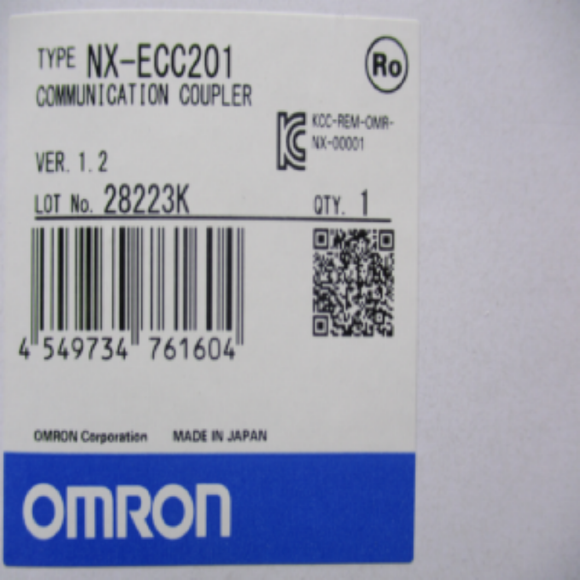 TYPE NX-ECC201
Ro
COMMUNICATION COUPLER
KCC-REM-OMR-
NX-00001
VER. 1.2
LOT No. 28223K
QTY. 1
4 549734 761604
OMRON Corporation MADE IN JAPAN
OMRON